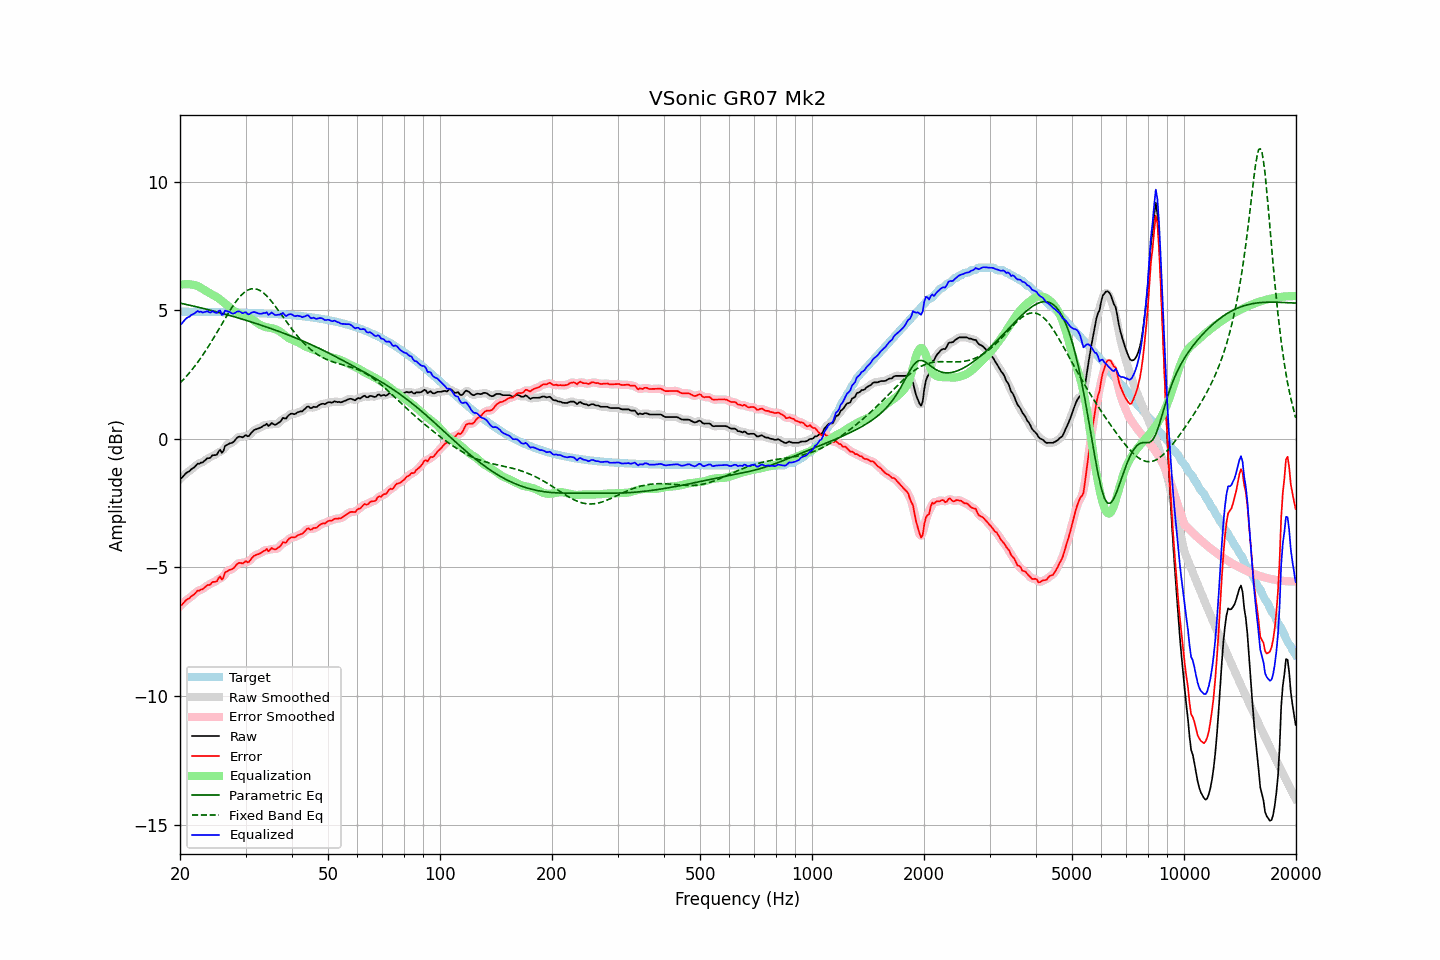 VSonic GR07 Mk2
Amplitude (dBr)
10
5
0
−5
−10
−15
Target
Raw Smoothed
Error Smoothed
Raw
Error
Equalization
Parametric Eq
Fixed Band Eq
Equalized
20 50 100 200 500 1000 2000 5000 10000 20000
Frequency (Hz)